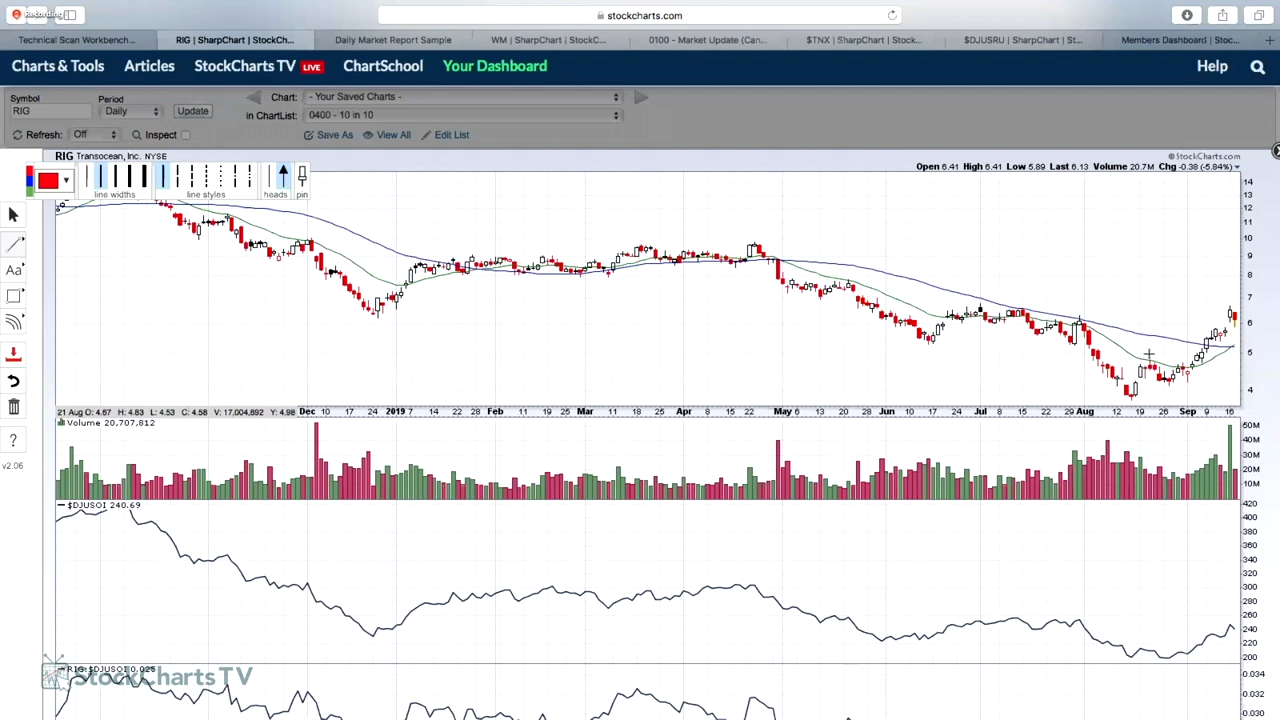 Recording
stockcharts.com
Technical Scan Workbench... RIG | SharpChart | StockCh... Daily Market Report Sample WM | SharpChart | StockC... 0100 - Market Update (Can... $TNX | SharpChart | Stock... $DJUSRU | SharpChart | St... Members Dashboard | Stoc...
Charts & Tools Articles StockCharts TV LIVE ChartSchool Your Dashboard Help
Symbol Period Chart: - Your Saved Charts -
RIG Daily Update in ChartList: 0400 - 10 in 10
Refresh: Off Inspect Save As View All Edit List
RIG Transocean, Inc. NYSE © StockCharts.com
Open 6.41 High 6.41 Low 5.89 Last 6.13 Volume 20.7M Chg -0.38 (-5.84%)
line widths line styles heads pin
Aa
?
v2.06
14
13
12
11
10
9
8
7
6
5
4
21 Aug O: 4.67 H: 4.83 L: 4.53 C: 4.58 V: 17,004,892 Y: 4.98 Dec 10 17 24 2019 7 14 22 28 Feb 11 19 25 Mar 11 18 25 Apr 8 15 22 May 6 13 20 28 Jun 10 17 24 Jul 8 15 22 29 Aug 12 19 26 Sep 9 16
Volume 20,707,812
50M
40M
30M
20M
10M
$DJUSOI 240.69
420
400
380
360
340
320
300
280
260
240
220
200
RIG:$DJUSOI 0.025
StockChartsTV
0.034
0.032
0.030